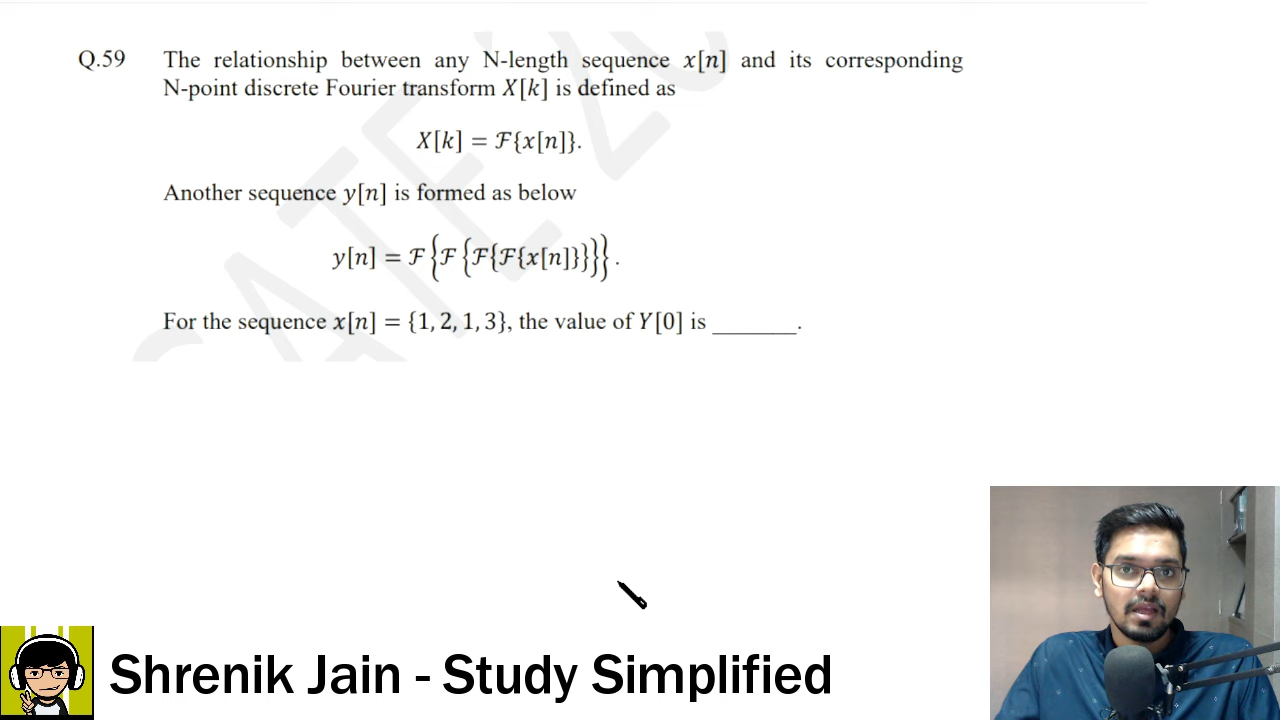 Q.59 The relationship between any N-length sequence x[n] and its corresponding
N-point discrete Fourier transform X[k] is defined as
X[k] = ℱ{x[n]}.
Another sequence y[n] is formed as below
y[n] = ℱ{ℱ{ℱ{ℱ{x[n]}}}}.
For the sequence x[n] = {1, 2, 1, 3}, the value of Y[0] is ________.
Shrenik Jain - Study Simplified